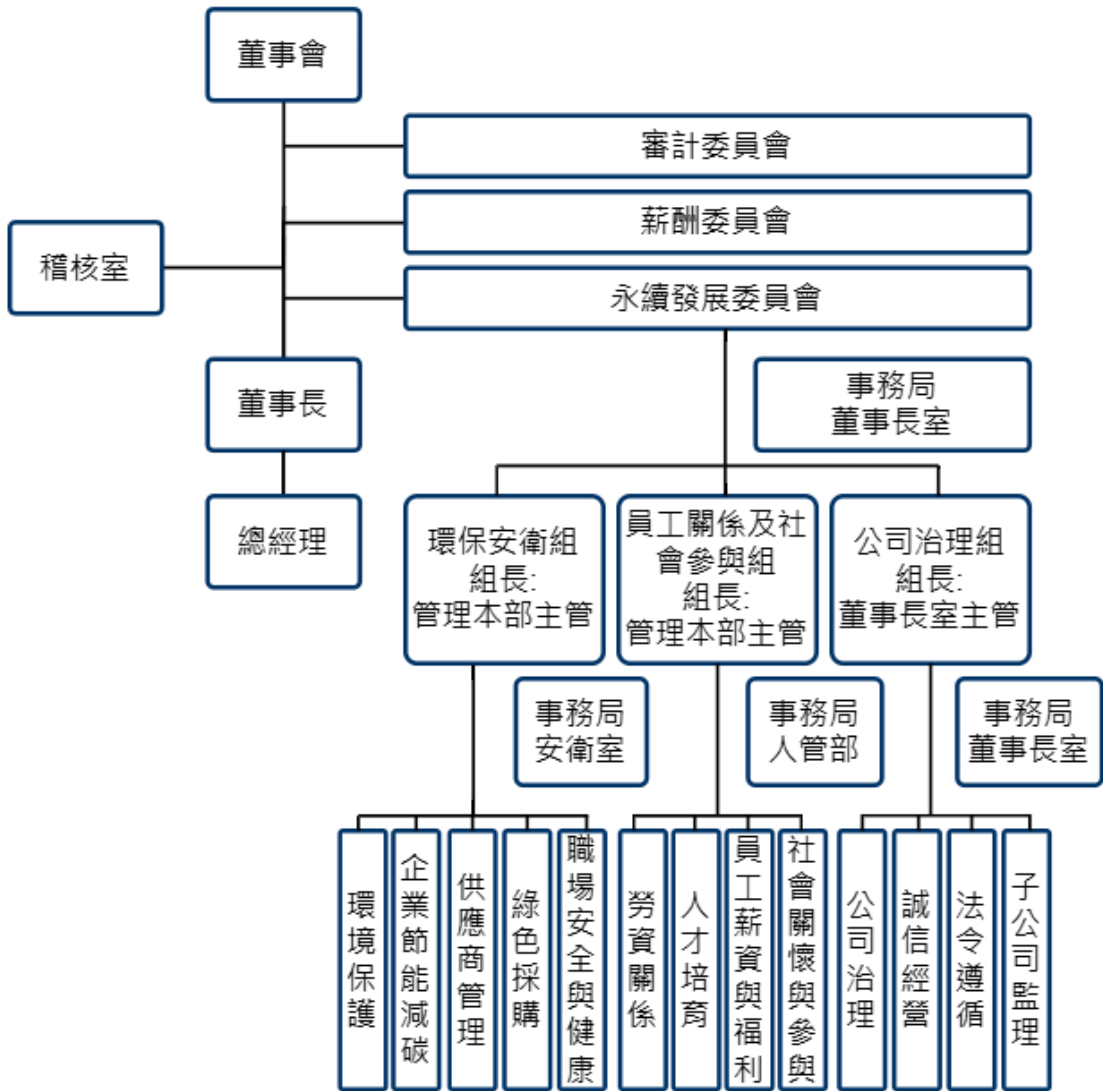 董事會
審計委員會
薪酬委員會
稽核室
永續發展委員會
董事長
事務局
董事長室
總經理
環保安衛組
組長:
管理本部主管
員工關係及社
會參與組
組長:
管理本部主管
公司治理組
組長:
董事長室主管
事務局
安衛室
事務局
人管部
事務局
董事長室
環境保護
企業節能減碳
供應商管理
綠色採購
職場安全與健康
勞資關係
人才培育
員工薪資與福利
社會關懷與參與
公司治理
誠信經營
法令遵循
子公司監理